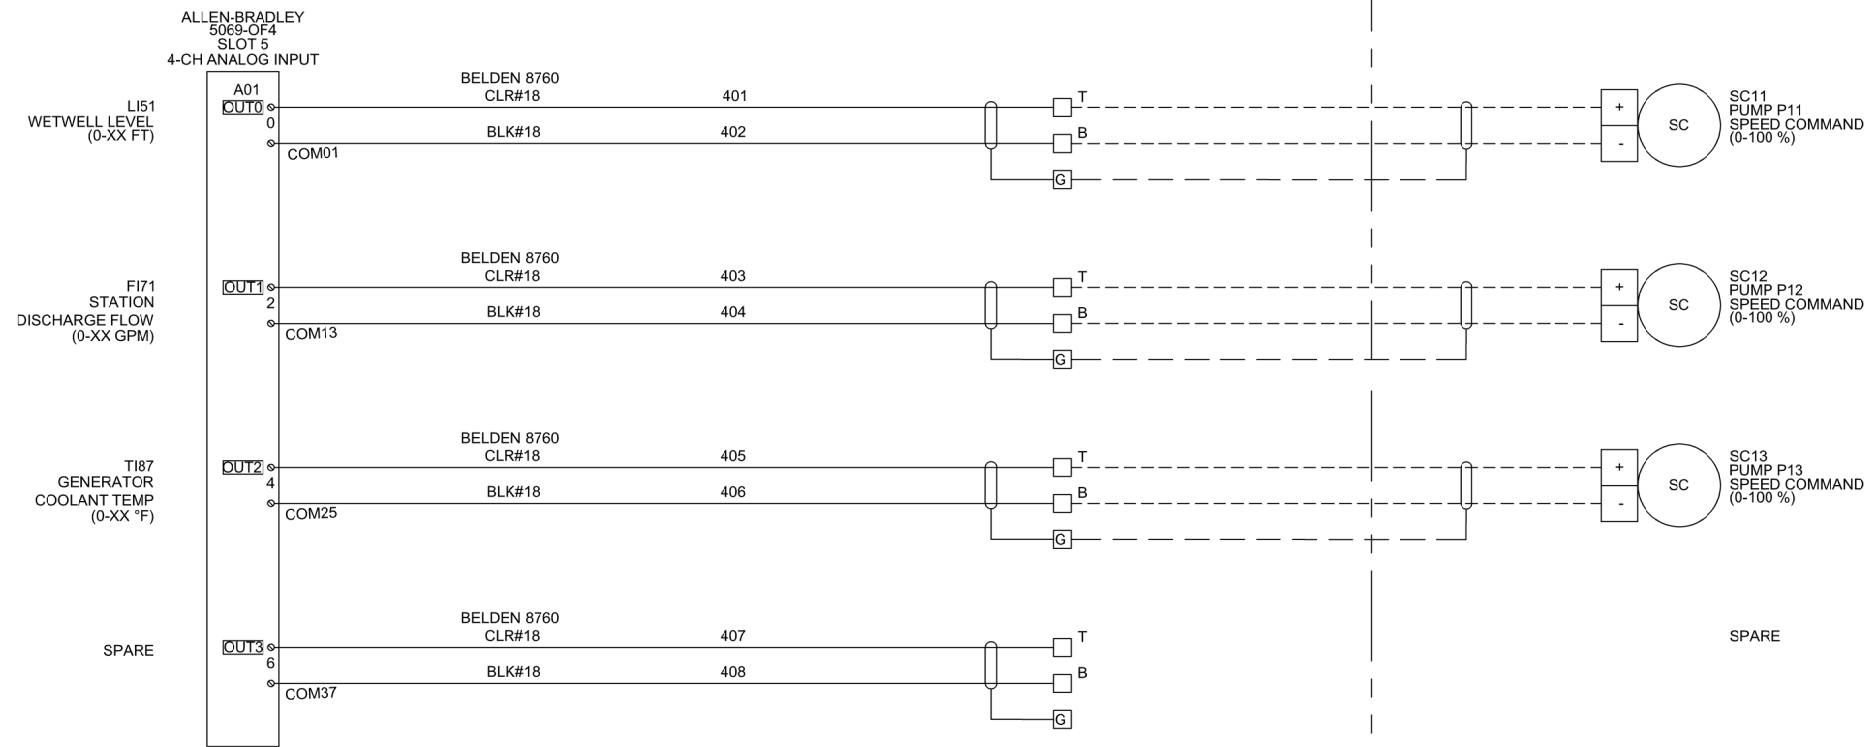 ALLEN-BRADLEY
5069-OF4
SLOT 5
4-CH ANALOG INPUT
A01
LI51
WETWELL LEVEL
(0-XX FT)
OUT0
0
COM01
BELDEN 8760
CLR#18
401
BLK#18
402
T
B
G
+
-
SC
SC11
PUMP P11
SPEED COMMAND
(0-100 %)
FI71
STATION
DISCHARGE FLOW
(0-XX GPM)
OUT1
2
COM13
BELDEN 8760
CLR#18
403
BLK#18
404
T
B
G
+
-
SC
SC12
PUMP P12
SPEED COMMAND
(0-100 %)
TI87
GENERATOR
COOLANT TEMP
(0-XX °F)
OUT2
4
COM25
BELDEN 8760
CLR#18
405
BLK#18
406
T
B
G
+
-
SC
SC13
PUMP P13
SPEED COMMAND
(0-100 %)
SPARE
OUT3
6
COM37
BELDEN 8760
CLR#18
407
BLK#18
408
T
B
G
SPARE